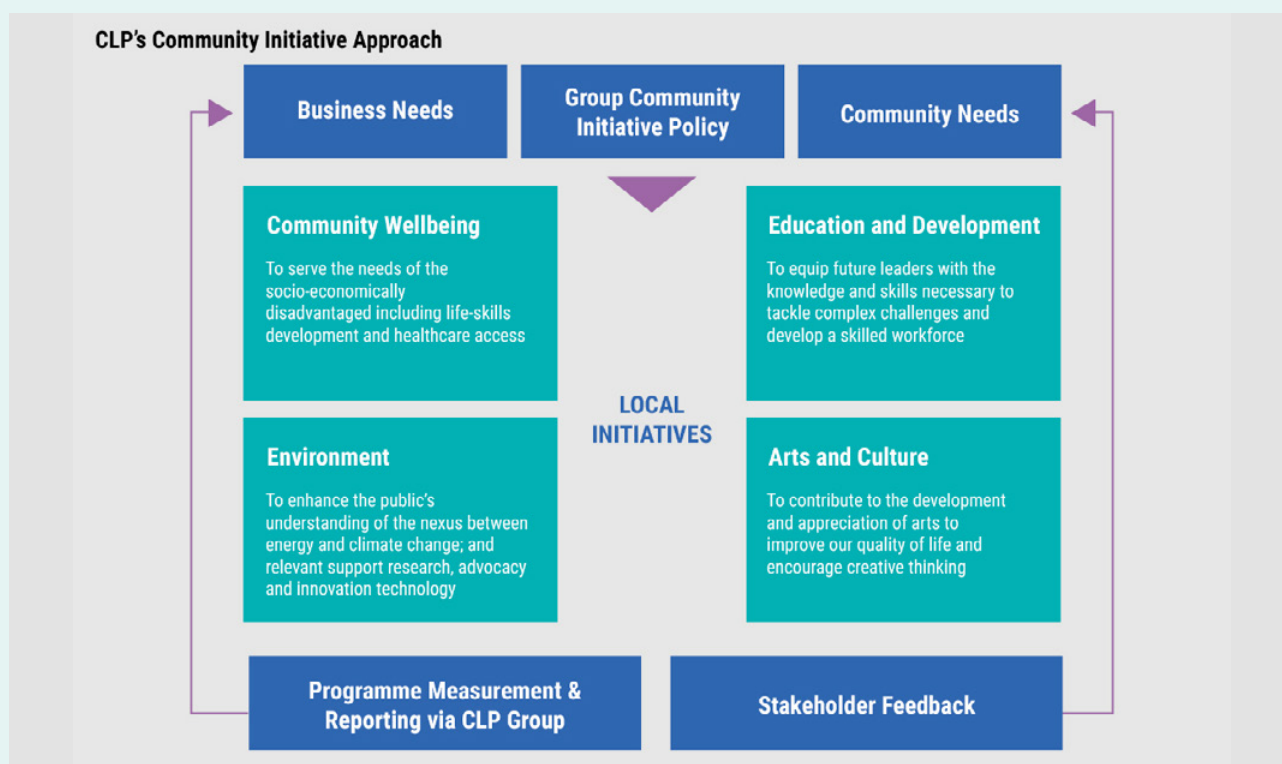 CLP's Community Initiative Approach
Business Needs
Group Community
Initiative Policy
Community Needs
Community Wellbeing
To serve the needs of the
socio-economically
disadvantaged including life-skills
development and healthcare access
Education and Development
To equip future leaders with the
knowledge and skills necessary to
tackle complex challenges and
develop a skilled workforce
LOCAL
INITIATIVES
Environment
To enhance the public's
understanding of the nexus between
energy and climate change; and
relevant support research, advocacy
and innovation technology
Arts and Culture
To contribute to the development
and appreciation of arts to
improve our quality of life and
encourage creative thinking
Programme Measurement &
Reporting via CLP Group
Stakeholder Feedback